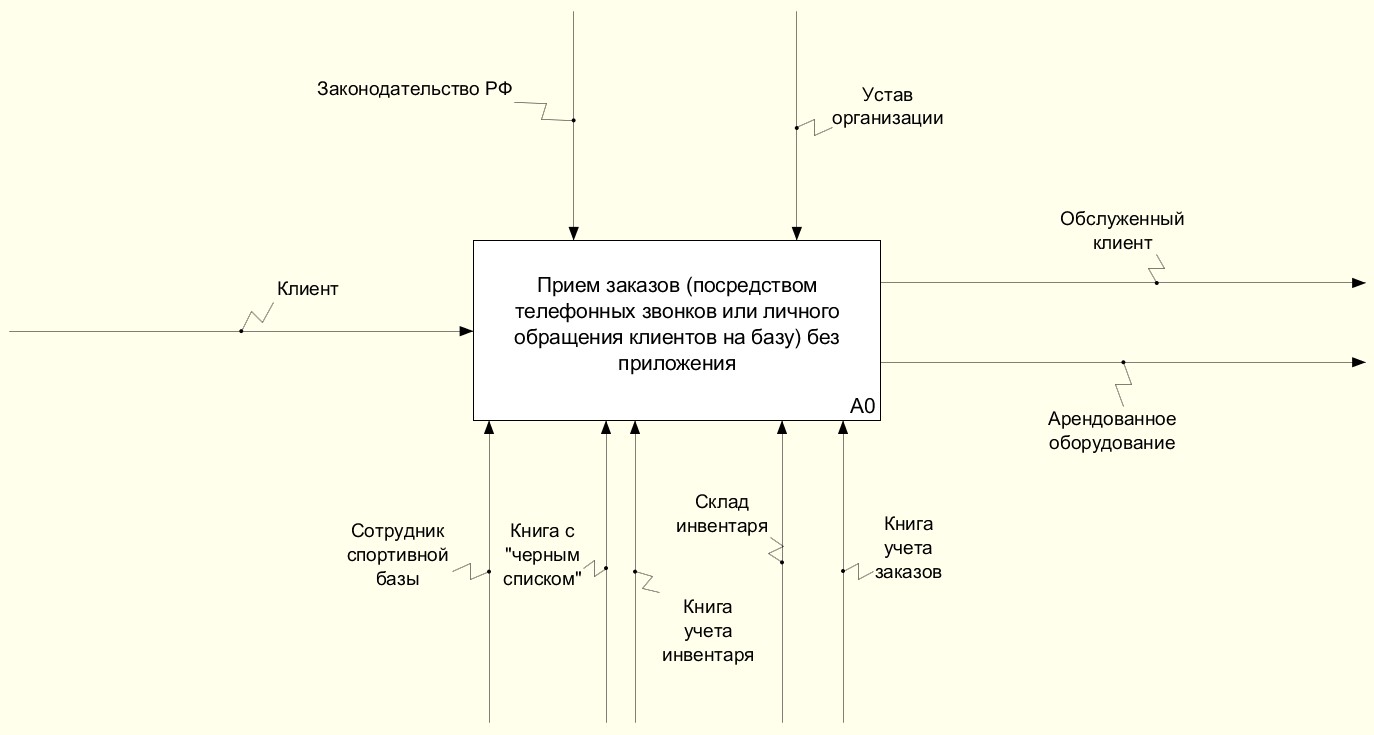 Законодательство РФ
Устав
организации
Обслуженный
клиент
Клиент
Прием заказов (посредством
телефонных звонков или личного
обращения клиентов на базу) без
приложения
A0
Арендованное
оборудование
Сотрудник
спортивной
базы
Книга с
"черным
списком"
Книга
учета
инвентаря
Склад
инвентаря
Книга
учета
заказов